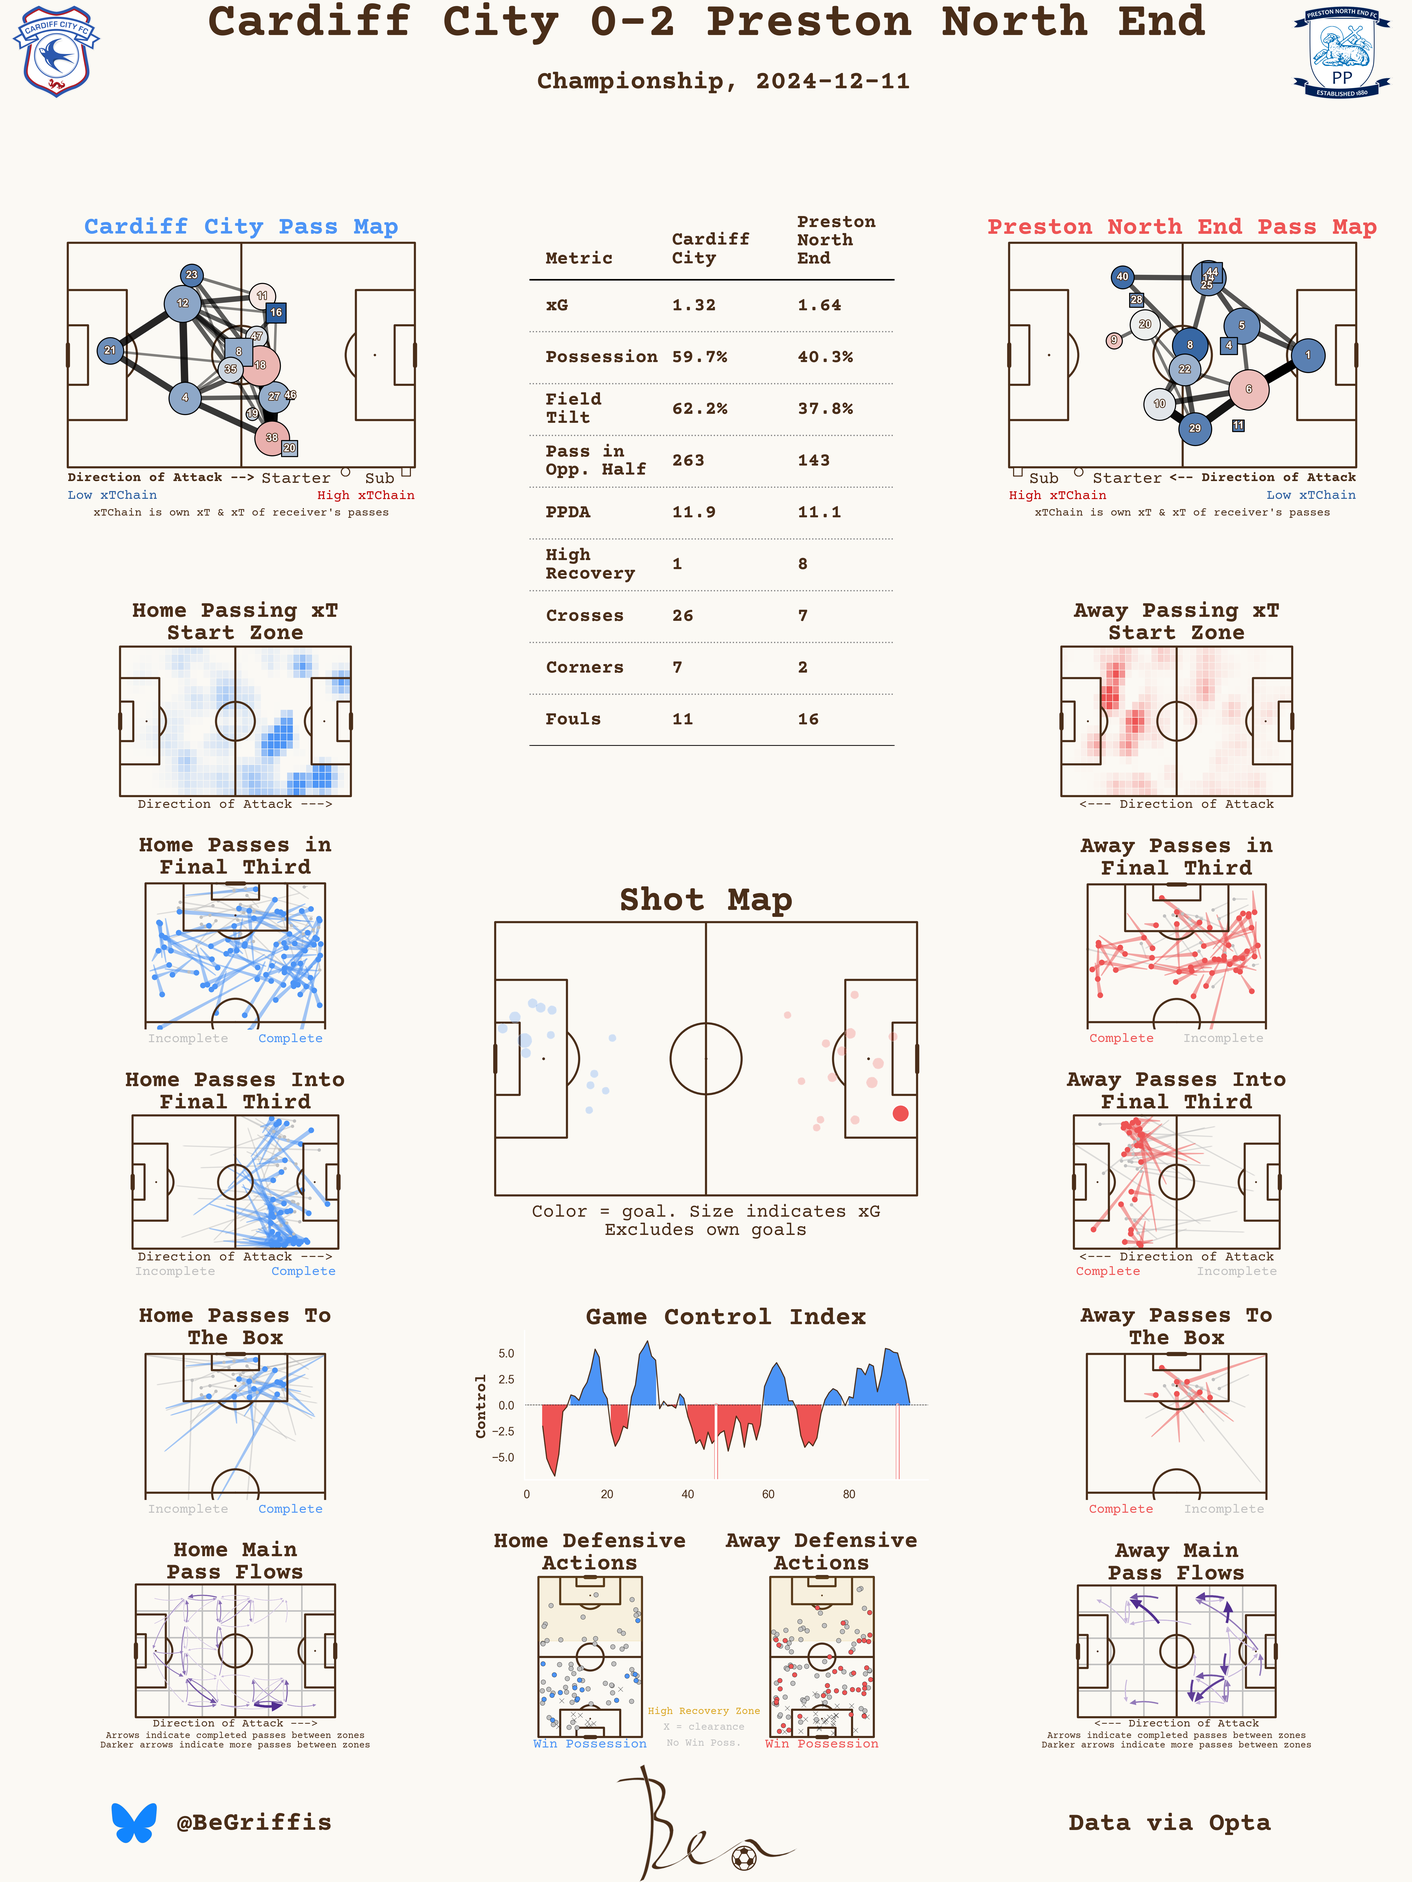 Cardiff City 0-2 Preston North End
Championship, 2024-12-11
CARDIFF CITY FC
PRESTON NORTH END FC
PP
ESTABLISHED 1880
Cardiff City Pass Map
23
12
11
16
47
21
8
18
35
4
27
46
19
38
20
Direction of Attack --> Starter Sub
Low xTChain High xTChain
xTChain is own xT & xT of receiver's passes
Metric Cardiff City Preston North End
xG 1.32 1.64
Possession 59.7% 40.3%
Field Tilt 62.2% 37.8%
Pass in Opp. Half 263 143
PPDA 11.9 11.1
High Recovery 1 8
Crosses 26 7
Corners 7 2
Fouls 11 16
Preston North End Pass Map
40
44
14
25
28
20
5
9
8
4
1
22
6
10
29
11
Sub Starter <-- Direction of Attack
High xTChain Low xTChain
xTChain is own xT & xT of receiver's passes
Home Passing xT
Start Zone
Direction of Attack --->
Away Passing xT
Start Zone
<--- Direction of Attack
Home Passes in
Final Third
Incomplete Complete
Away Passes in
Final Third
Complete Incomplete
Shot Map
Color = goal. Size indicates xG
Excludes own goals
Home Passes Into
Final Third
Direction of Attack --->
Incomplete Complete
Away Passes Into
Final Third
<--- Direction of Attack
Complete Incomplete
Home Passes To
The Box
Incomplete Complete
Game Control Index
Control
5.0
2.5
0.0
−2.5
−5.0
0 20 40 60 80
Away Passes To
The Box
Complete Incomplete
Home Main
Pass Flows
Direction of Attack --->
Arrows indicate completed passes between zones
Darker arrows indicate more passes between zones
Home Defensive
Actions
Win Possession
High Recovery Zone
X = clearance
No Win Poss.
Away Defensive
Actions
Win Possession
Away Main
Pass Flows
<--- Direction of Attack
Arrows indicate completed passes between zones
Darker arrows indicate more passes between zones
@BeGriffis
Ben
Data via Opta